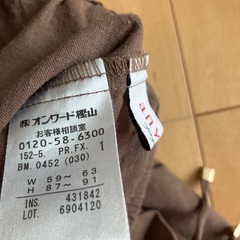 ㈱オンワード樫山
お客様相談室
0120-58-6300
152-5. PR.FX. 1
BM. 0452 (030)
W 59〜 63
H 87〜 91
INS. 431842
LOT. 6904120
any